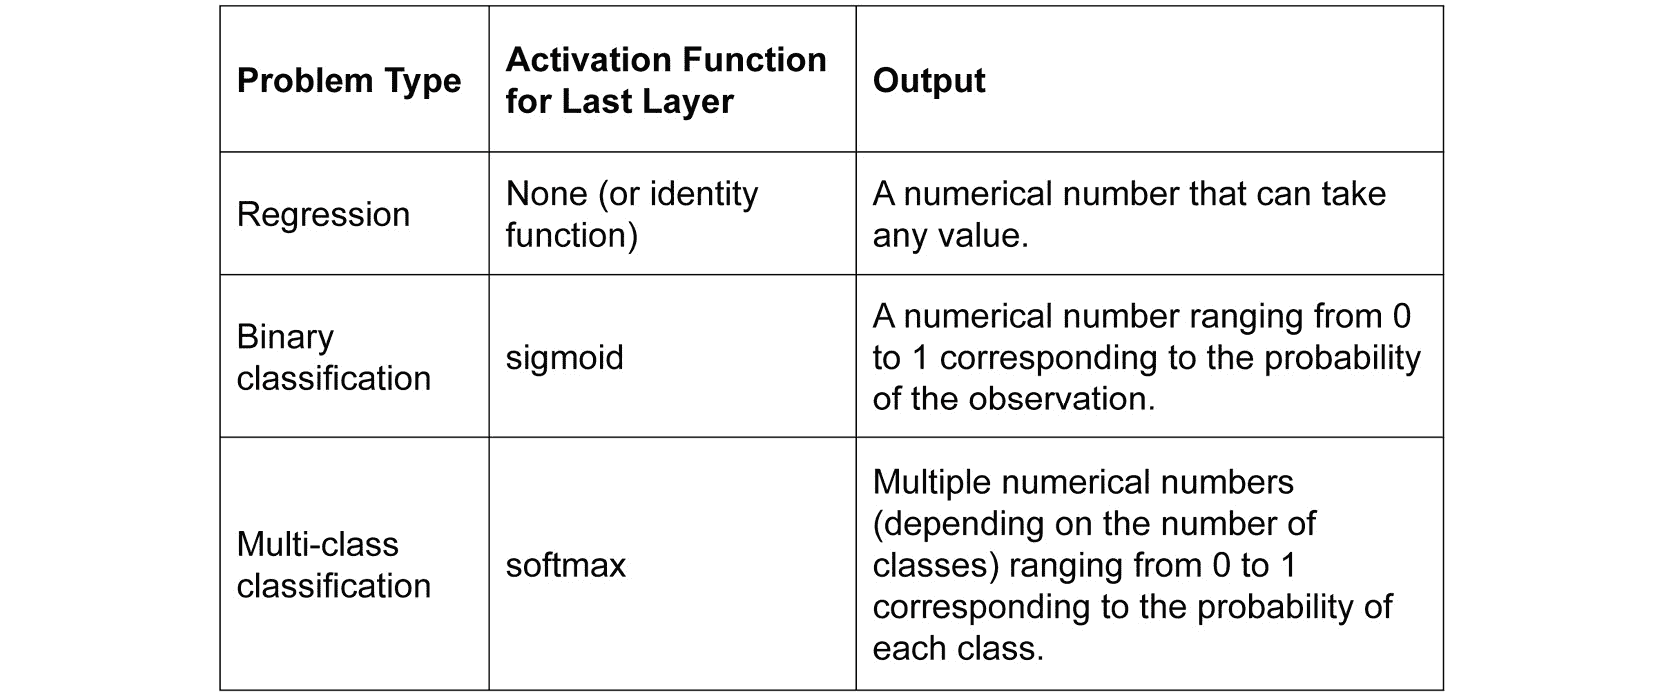 Problem Type
Activation Function
for Last Layer
Output
Regression
None (or identity
function)
A numerical number that can take
any value.
Binary
classification
sigmoid
A numerical number ranging from 0
to 1 corresponding to the probability
of the observation.
Multi-class
classification
softmax
Multiple numerical numbers
(depending on the number of
classes) ranging from 0 to 1
corresponding to the probability of
each class.